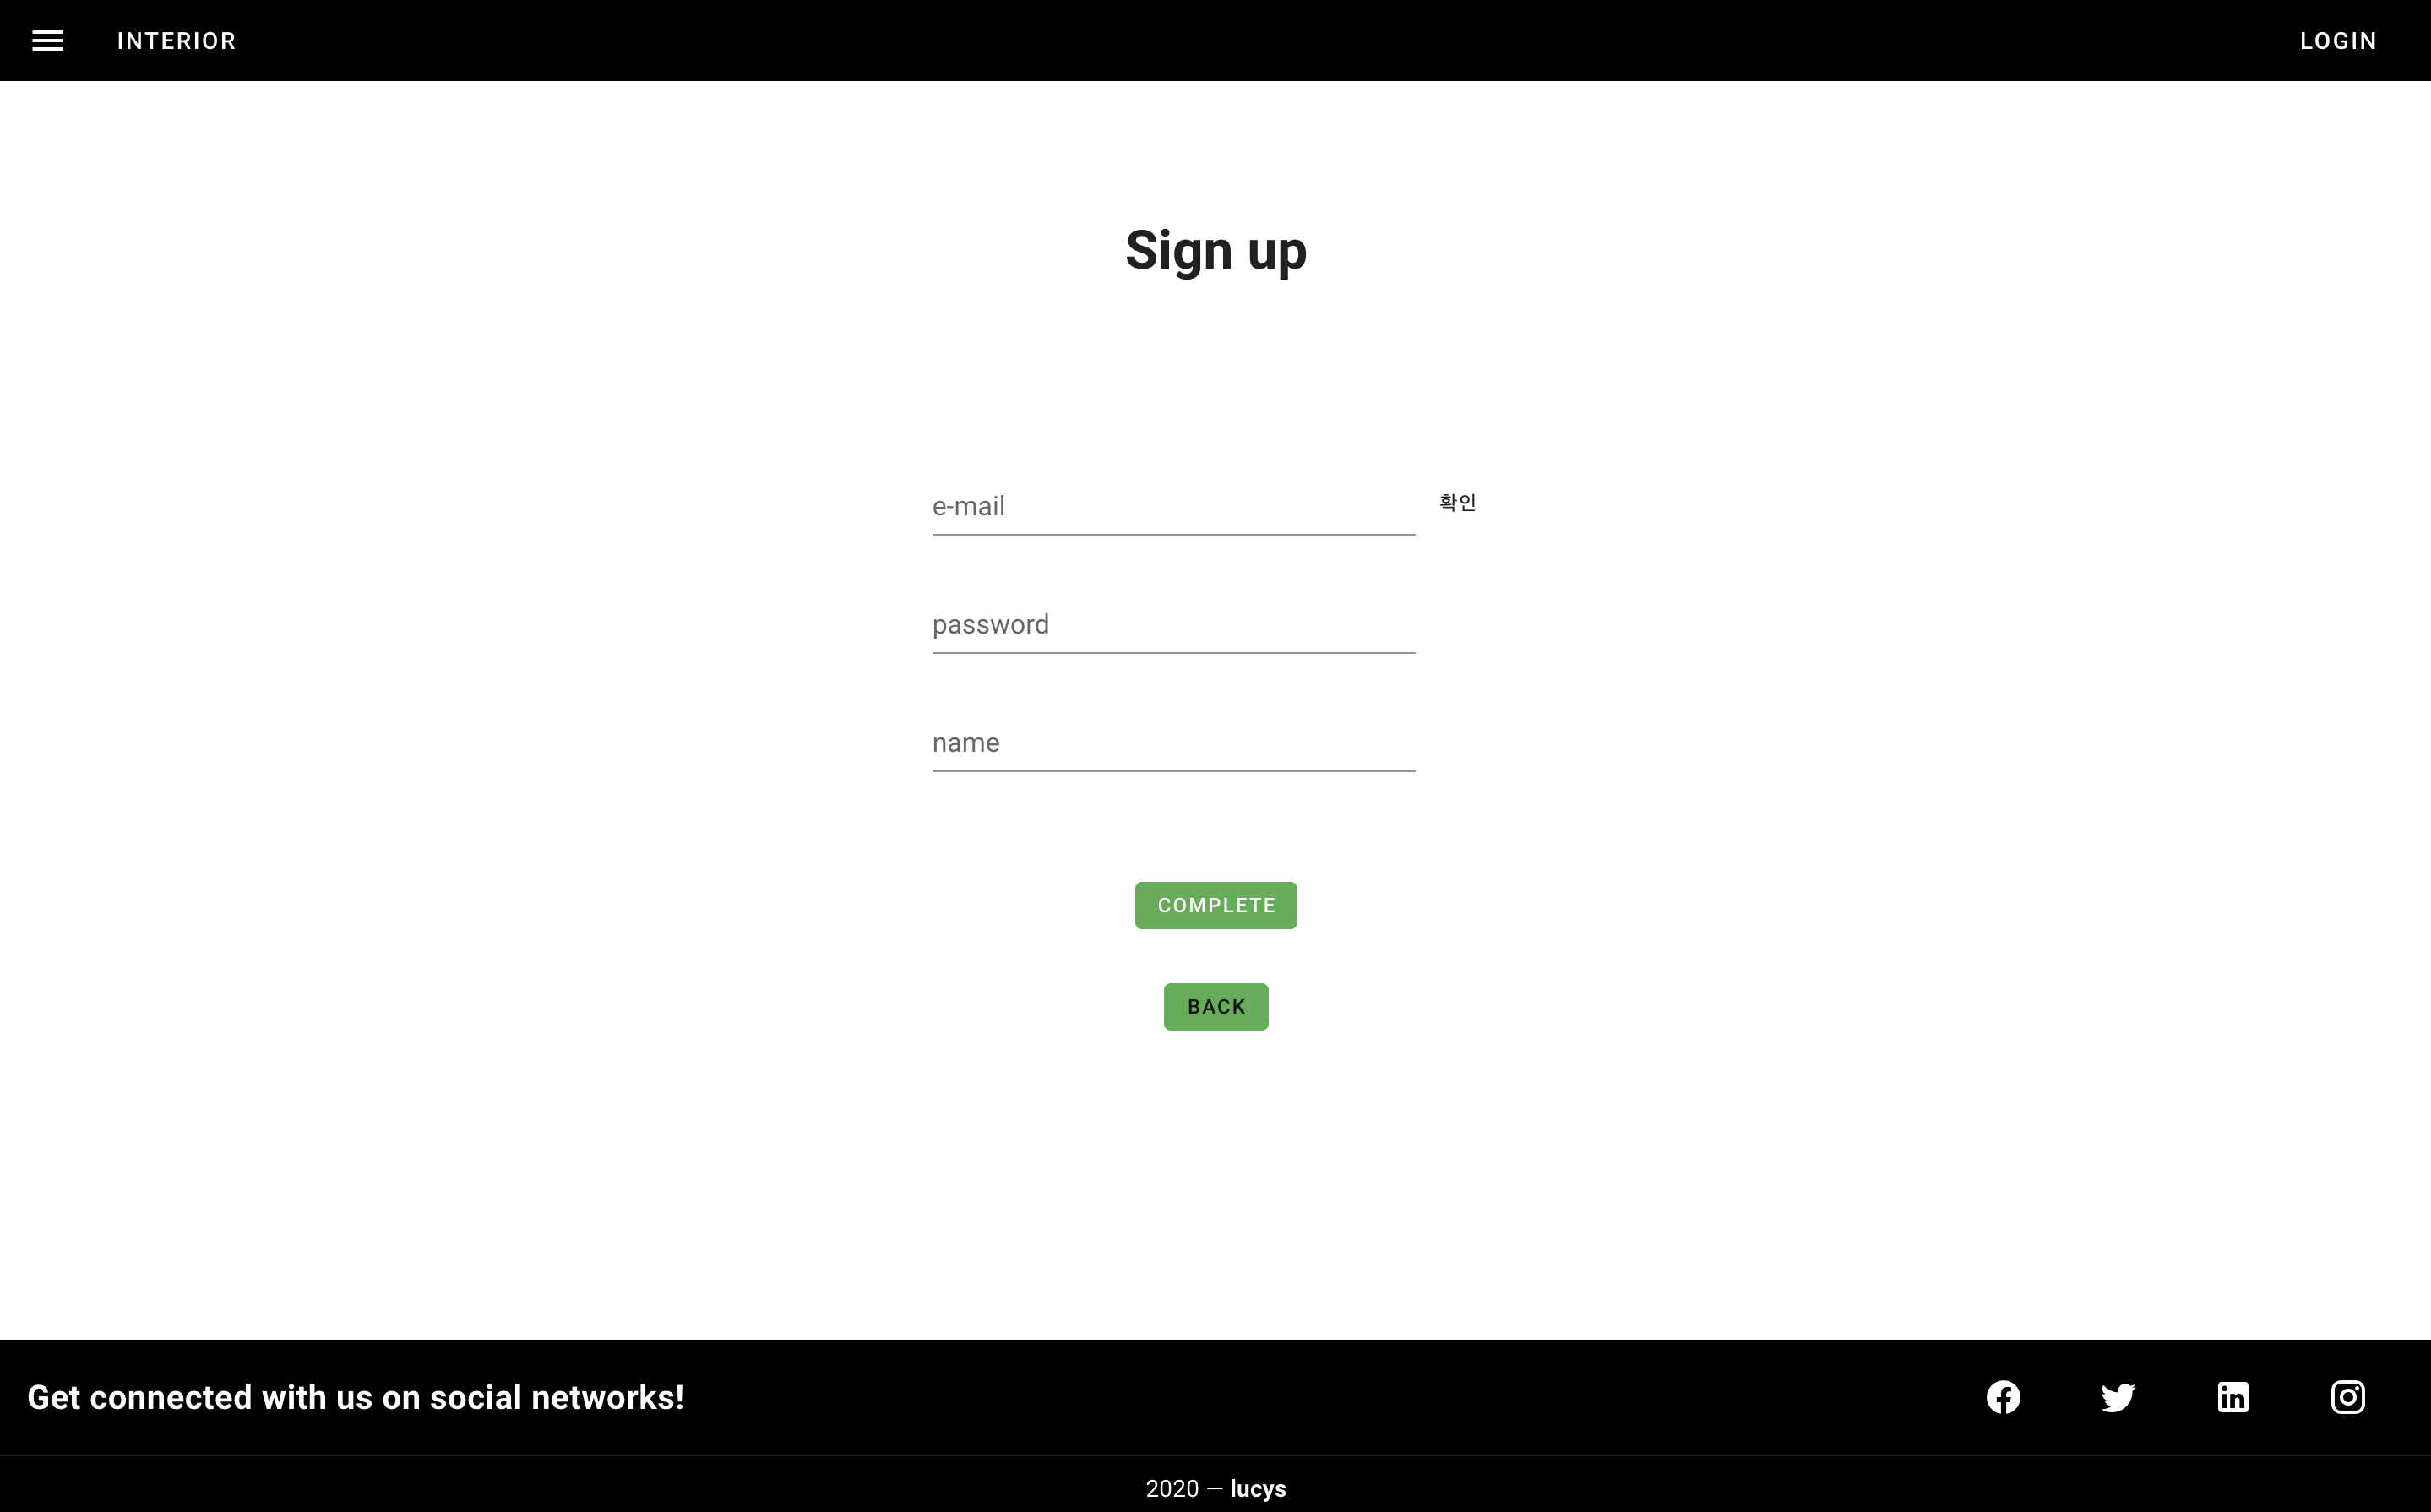 INTERIOR
LOGIN
Sign up
e-mail
확인
password
name
COMPLETE
BACK
Get connected with us on social networks!
2020 — lucys